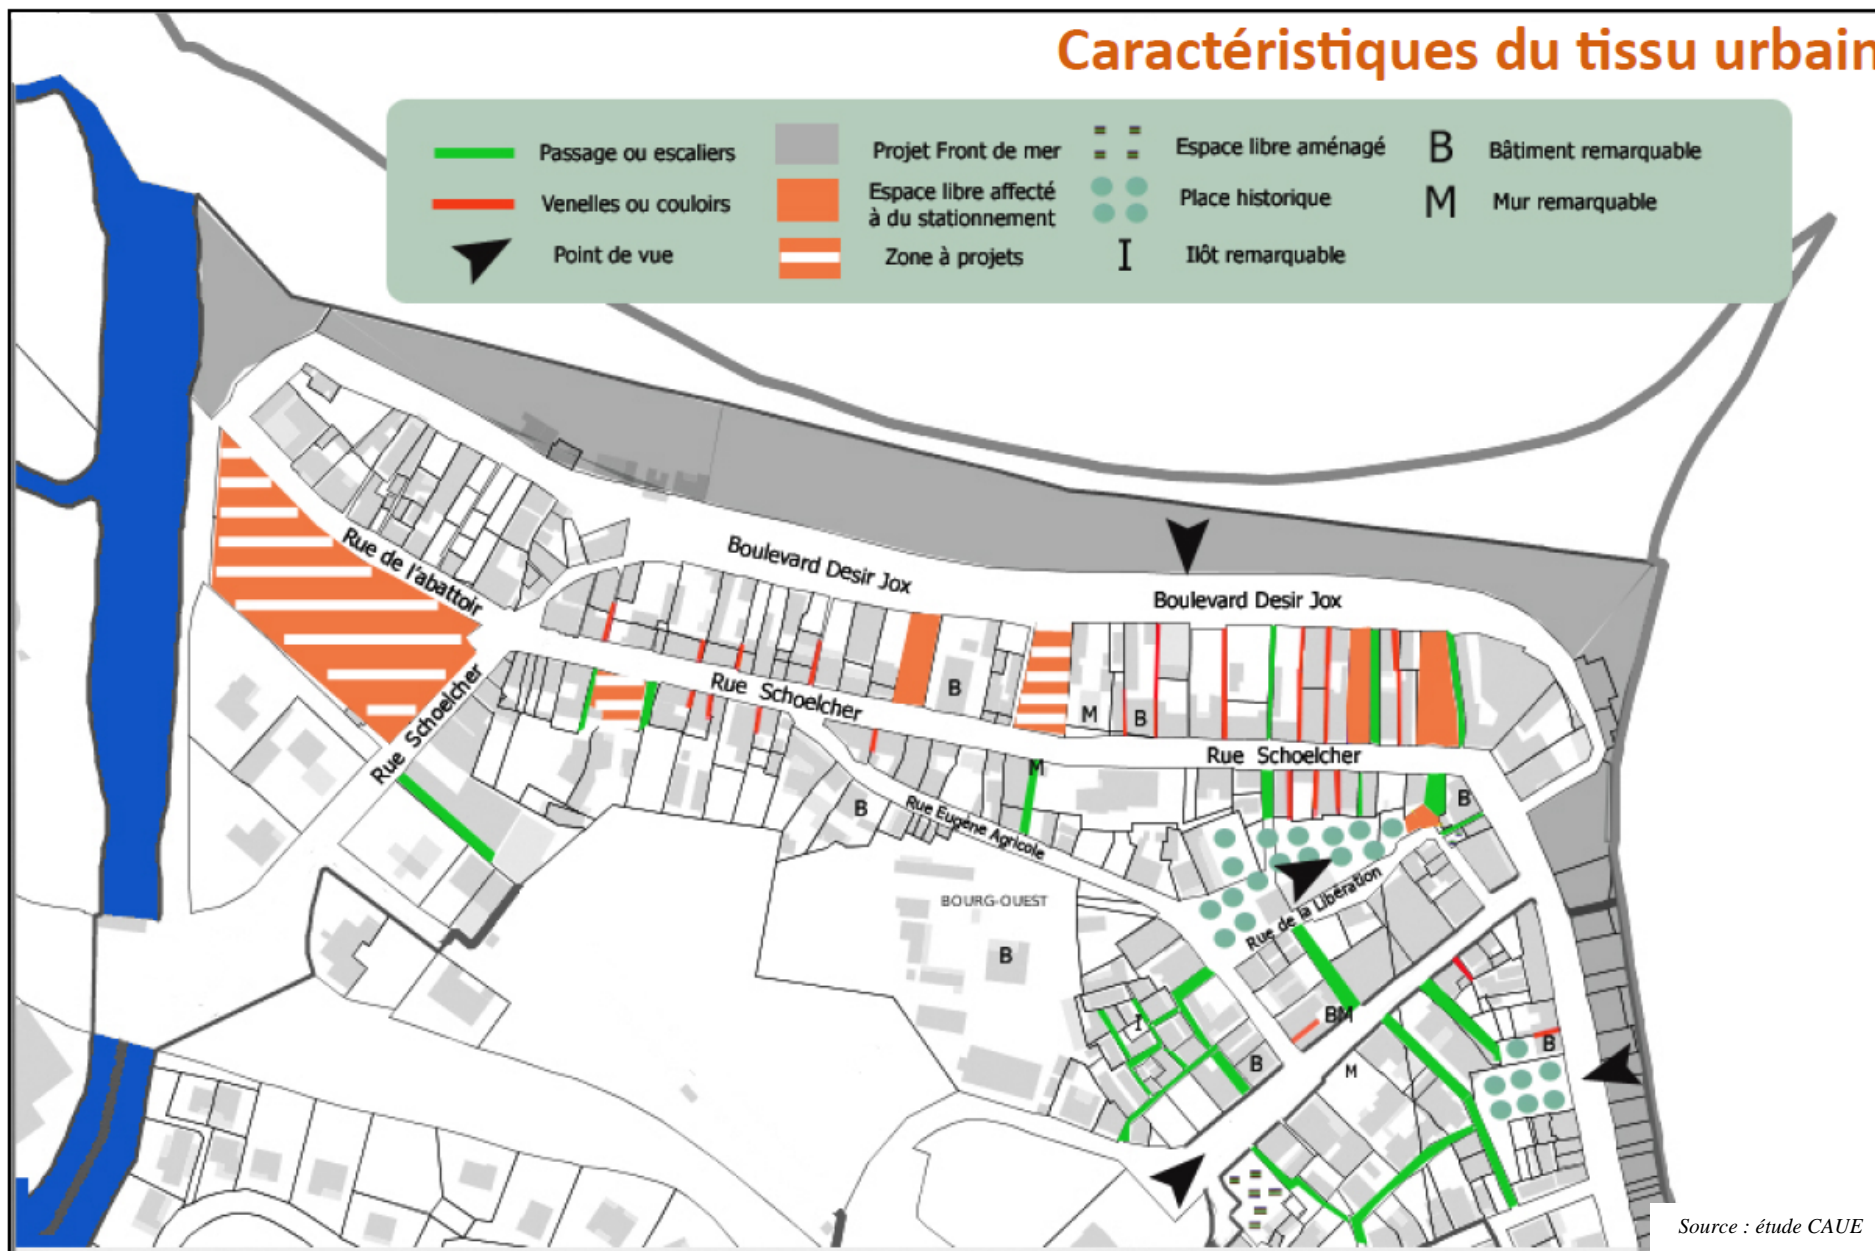 Caractéristiques du tissu urbain
Passage ou escaliers
Venelles ou couloirs
Point de vue
Projet Front de mer
Espace libre affecté
à du stationnement
Zone à projets
Espace libre aménagé
Place historique
I
Ilôt remarquable
B
Bâtiment remarquable
M
Mur remarquable
Rue de l'abattoir
Boulevard Desir Jox
Boulevard Desir Jox
Rue Schoelcher
Rue Schoelcher
Rue Schoelcher
B
M
B
M
B
B
Rue Eugène Agricole
BOURG-OUEST
B
Rue de la Libération
I
BM
B
B
M
Source : étude CAUE